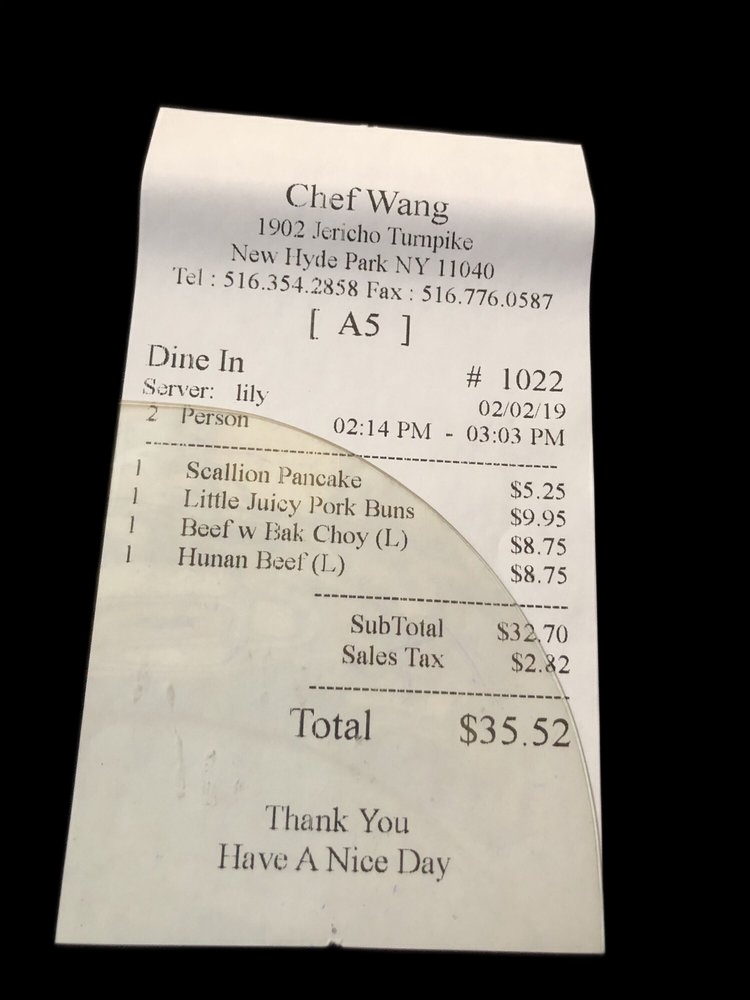 Chef Wang
1902 Jericho Turnpike
New Hyde Park NY 11040
Tel : 516.354.2858 Fax : 516.776.0587
[ A5 ]
Dine In # 1022
Server: lily 02/02/19
2 Person 02:14 PM - 03:03 PM
1 Scallion Pancake $5.25
1 Little Juicy Pork Buns $9.95
1 Beef w Bak Choy (L) $8.75
1 Hunan Beef (L) $8.75
SubTotal $32.70
Sales Tax $2.82
Total $35.52
Thank You
Have A Nice Day